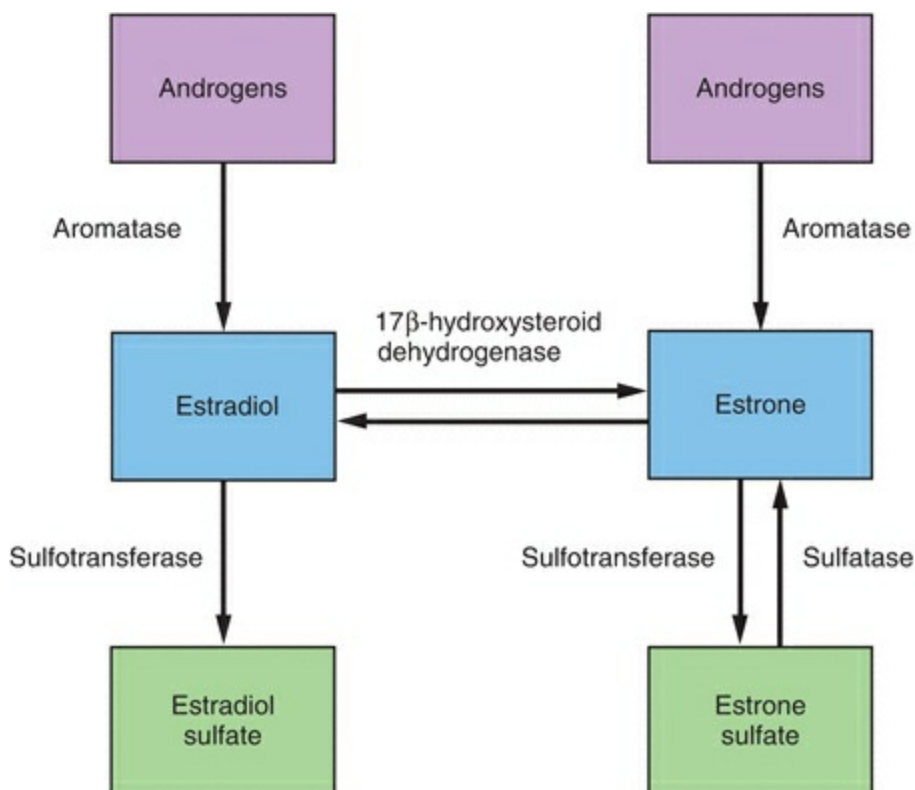 Androgens
Androgens
Aromatase
Aromatase
17β-hydroxysteroid
dehydrogenase
Estradiol
Estrone
Sulfotransferase
Sulfotransferase
Sulfatase
Estradiol
sulfate
Estrone
sulfate